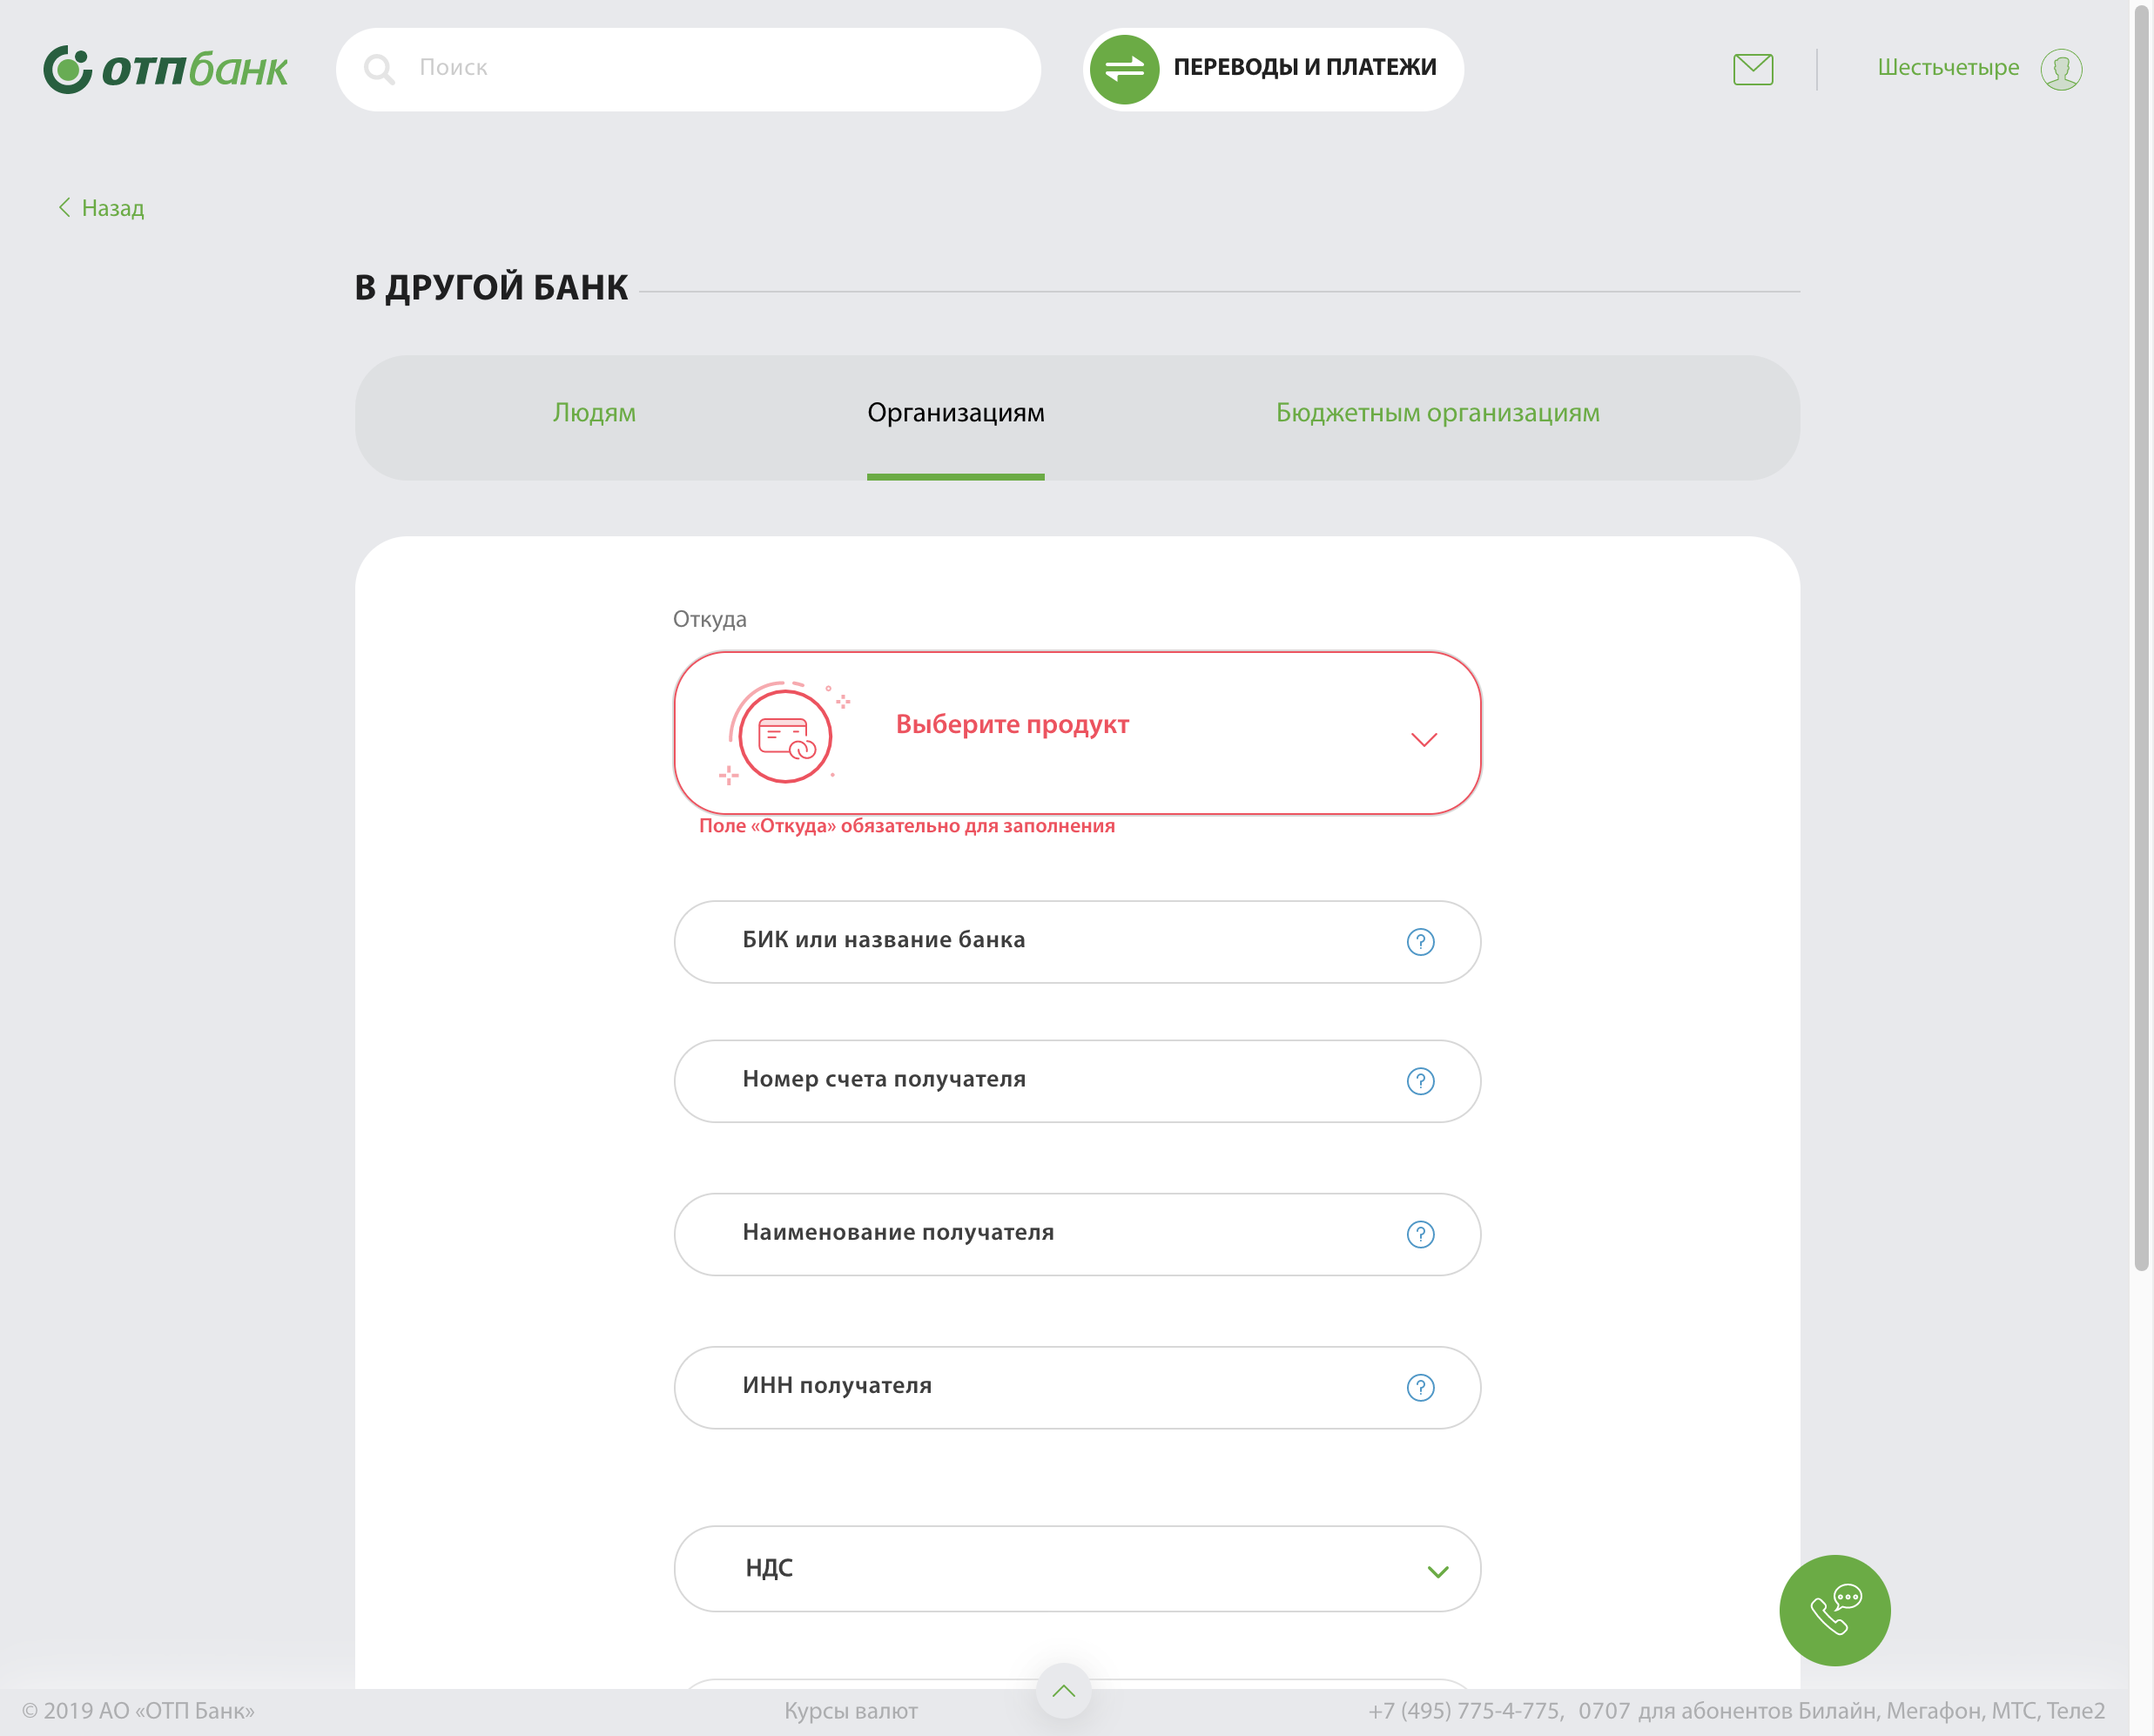 ОТПбанк
Поиск
ПЕРЕВОДЫ И ПЛАТЕЖИ
Шестьчетыре
Назад
В ДРУГОЙ БАНК
Людям
Организациям
Бюджетным организациям
Откуда
Выберите продукт
Поле «Откуда» обязательно для заполнения
БИК или название банка
?
Номер счета получателя
?
Наименование получателя
?
ИНН получателя
?
НДС
© 2019 АО «ОТП Банк»
Курсы валют
+7 (495) 775-4-775, 0707 для абонентов Билайн, Мегафон, МТС, Теле2